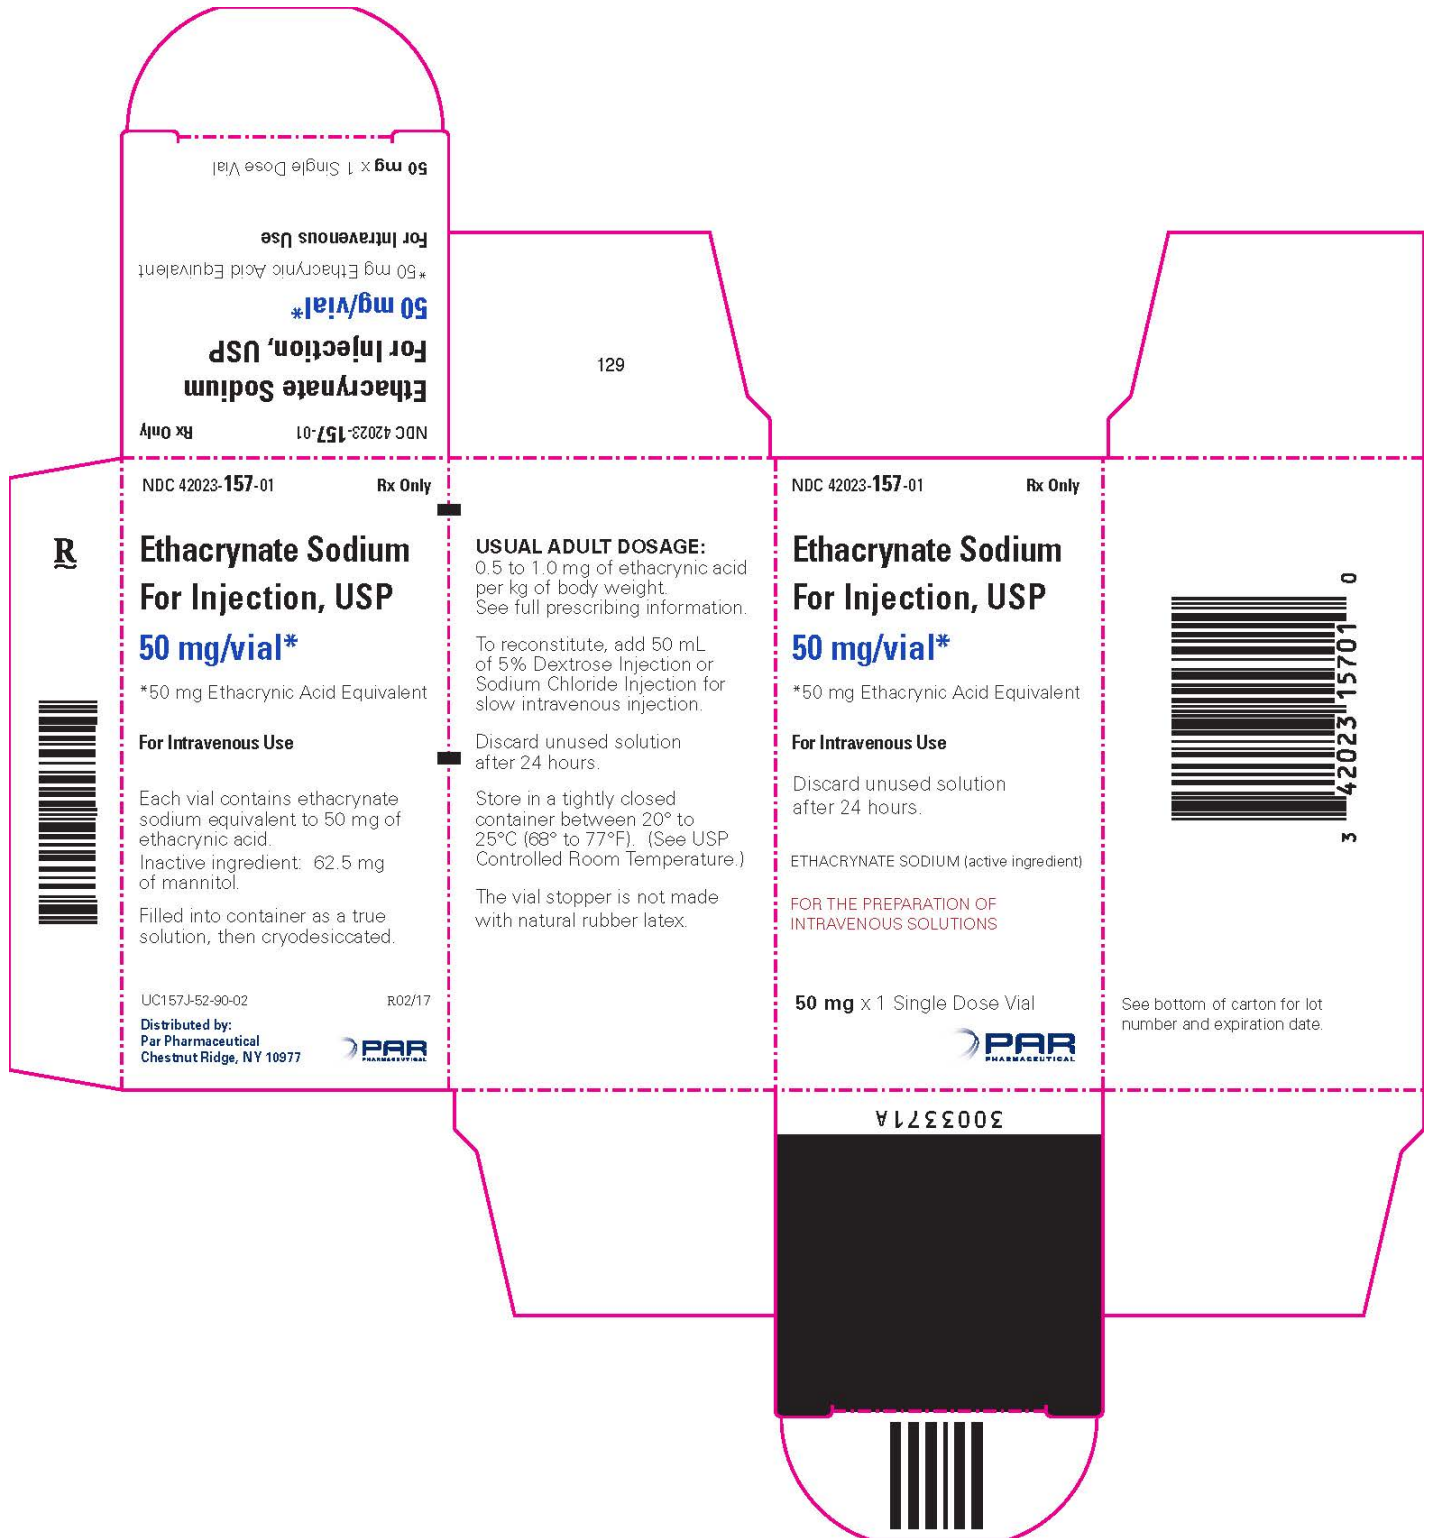 50 mg x 1 Single Dose Vial
For Intravenous Use
*50 mg Ethacrynic Acid Equivalent
50 mg/vial*
For Injection, USP
Ethacrynate Sodium
NDC 42023-157-01 Rx Only
129
R
NDC 42023-157-01 Rx Only
Ethacrynate Sodium
For Injection, USP
50 mg/vial*
*50 mg Ethacrynic Acid Equivalent
For Intravenous Use
Each vial contains ethacrynate
sodium equivalent to 50 mg of
ethacrynic acid.
Inactive ingredient: 62.5 mg
of mannitol.
Filled into container as a true
solution, then cryodesiccated.
UC157J-52-90-02 R02/17
Distributed by:
Par Pharmaceutical
Chestnut Ridge, NY 10977
PAR
PHARMACEUTICAL
USUAL ADULT DOSAGE:
0.5 to 1.0 mg of ethacrynic acid
per kg of body weight.
See full prescribing information.
To reconstitute, add 50 mL
of 5% Dextrose Injection or
Sodium Chloride Injection for
slow intravenous injection.
Discard unused solution
after 24 hours.
Store in a tightly closed
container between 20° to
25°C (68° to 77°F). (See USP
Controlled Room Temperature.)
The vial stopper is not made
with natural rubber latex.
NDC 42023-157-01 Rx Only
Ethacrynate Sodium
For Injection, USP
50 mg/vial*
*50 mg Ethacrynic Acid Equivalent
For Intravenous Use
Discard unused solution
after 24 hours.
ETHACRYNATE SODIUM (active ingredient)
FOR THE PREPARATION OF
INTRAVENOUS SOLUTIONS
50 mg x 1 Single Dose Vial
PAR
PHARMACEUTICAL
3003371A
3 42023 15701 0
See bottom of carton for lot
number and expiration date.